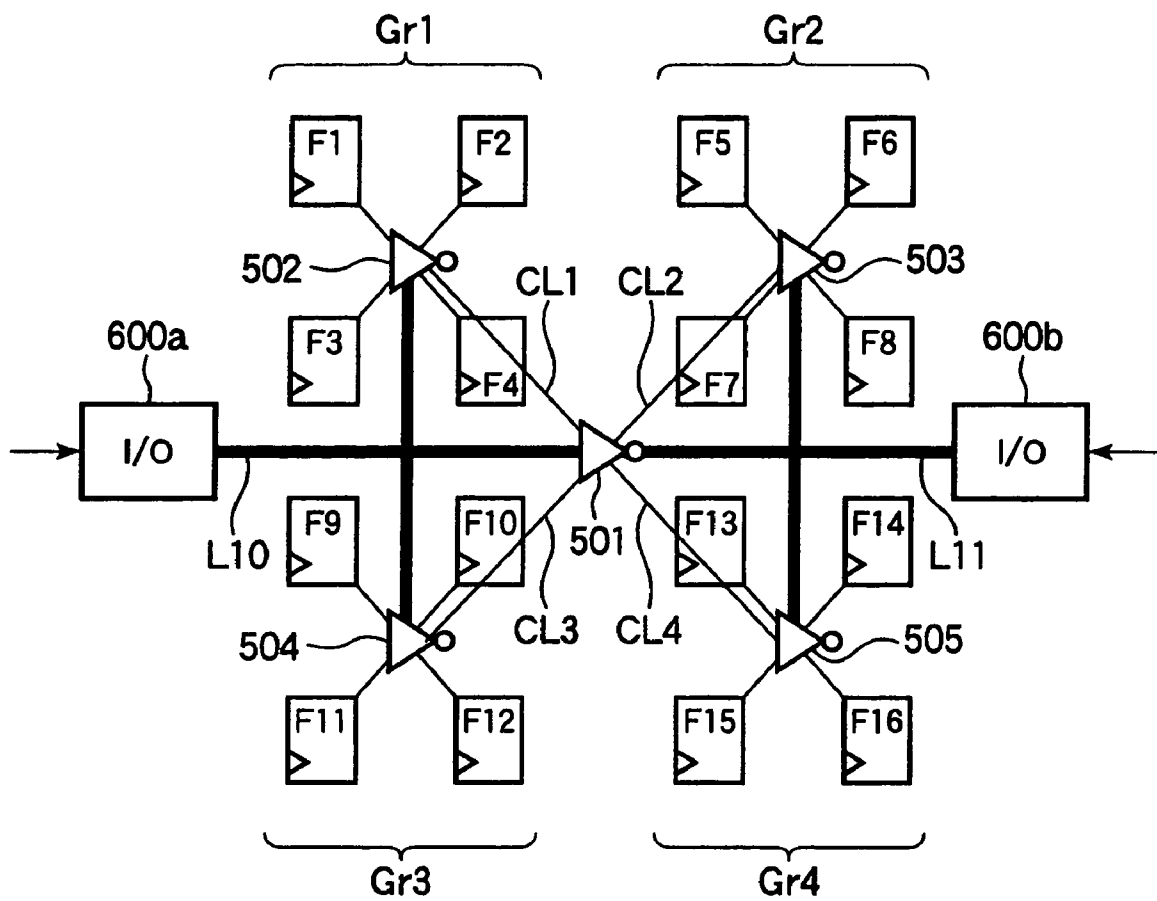 Gr1 Gr2
F1 F2 F5 F6
502 503
CL1 CL2
600a F3 F4 F7 F8 600b
I/O I/O
F9 F10 501 F13 F14
L10 L11
504 CL3 CL4 505
F11 F12 F15 F16
Gr3 Gr4